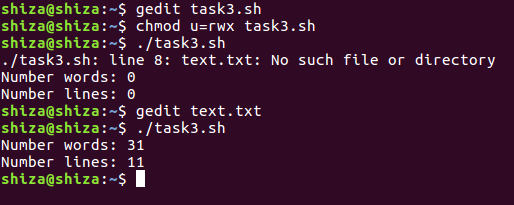 shiza@shiza:~$ gedit task3.sh
shiza@shiza:~$ chmod u=rwx task3.sh
shiza@shiza:~$ ./task3.sh
./task3.sh: line 8: text.txt: No such file or directory
Number words: 0
Number lines: 0
shiza@shiza:~$ gedit text.txt
shiza@shiza:~$ ./task3.sh
Number words: 31
Number lines: 11
shiza@shiza:~$